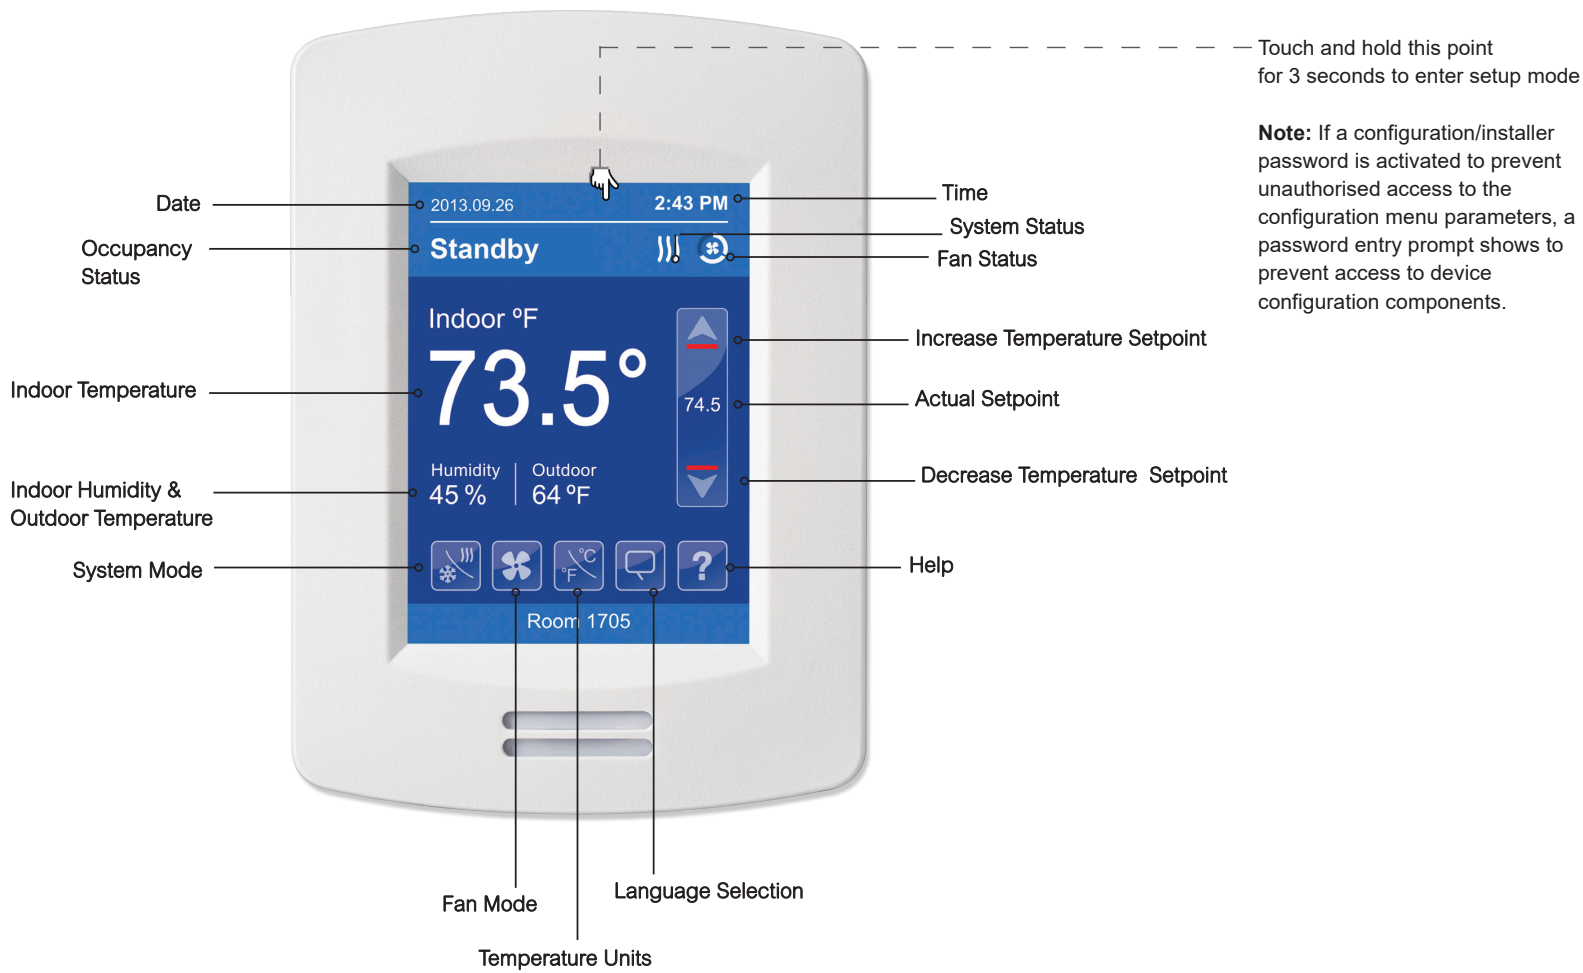 Touch and hold this point
for 3 seconds to enter setup mode
Note: If a configuration/installer
password is activated to prevent
unauthorised access to the
configuration menu parameters, a
password entry prompt shows to
prevent access to device
configuration components.
Date
Occupancy
Status
Indoor Temperature
Indoor Humidity &
Outdoor Temperature
System Mode
2013.09.26
2:43 PM
Standby
Indoor ºF
73.5°
74.5
Humidity
45 %
Outdoor
64 ºF
°C
°F
?
Room 1705
Time
System Status
Fan Status
Increase Temperature Setpoint
Actual Setpoint
Decrease Temperature Setpoint
Help
Language Selection
Fan Mode
Temperature Units